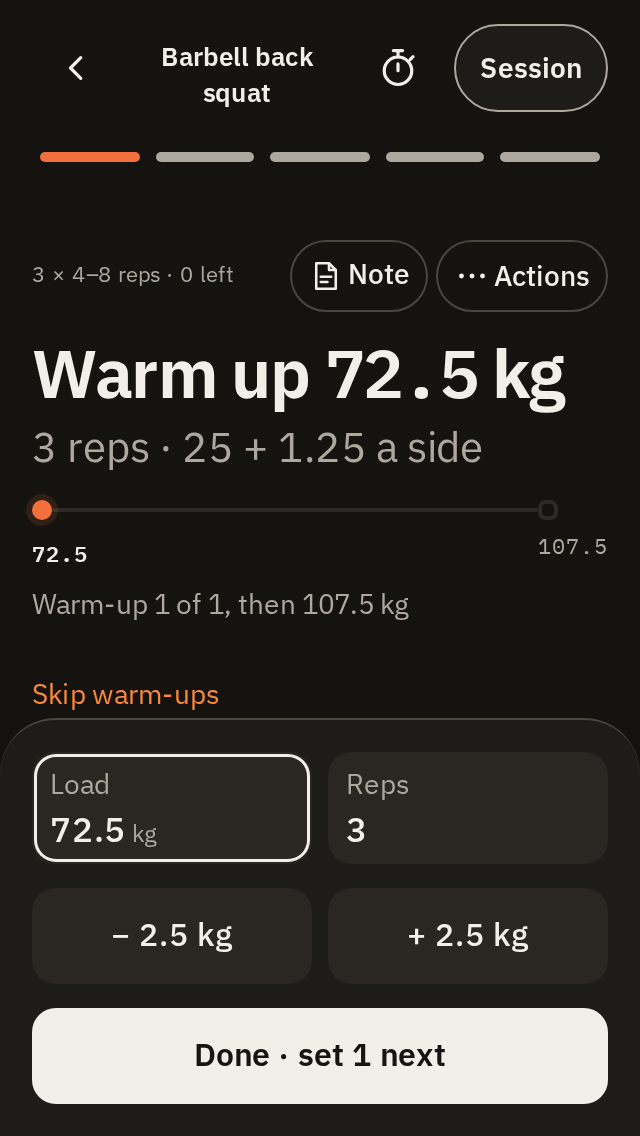 Barbell back
squat
Session
3 × 4–8 reps · 0 left
Note
··· Actions
Warm up 72.5 kg
3 reps · 25 + 1.25 a side
72.5
107.5
Warm-up 1 of 1, then 107.5 kg
Skip warm-ups
Load
72.5 kg
Reps
3
− 2.5 kg
+ 2.5 kg
Done · set 1 next